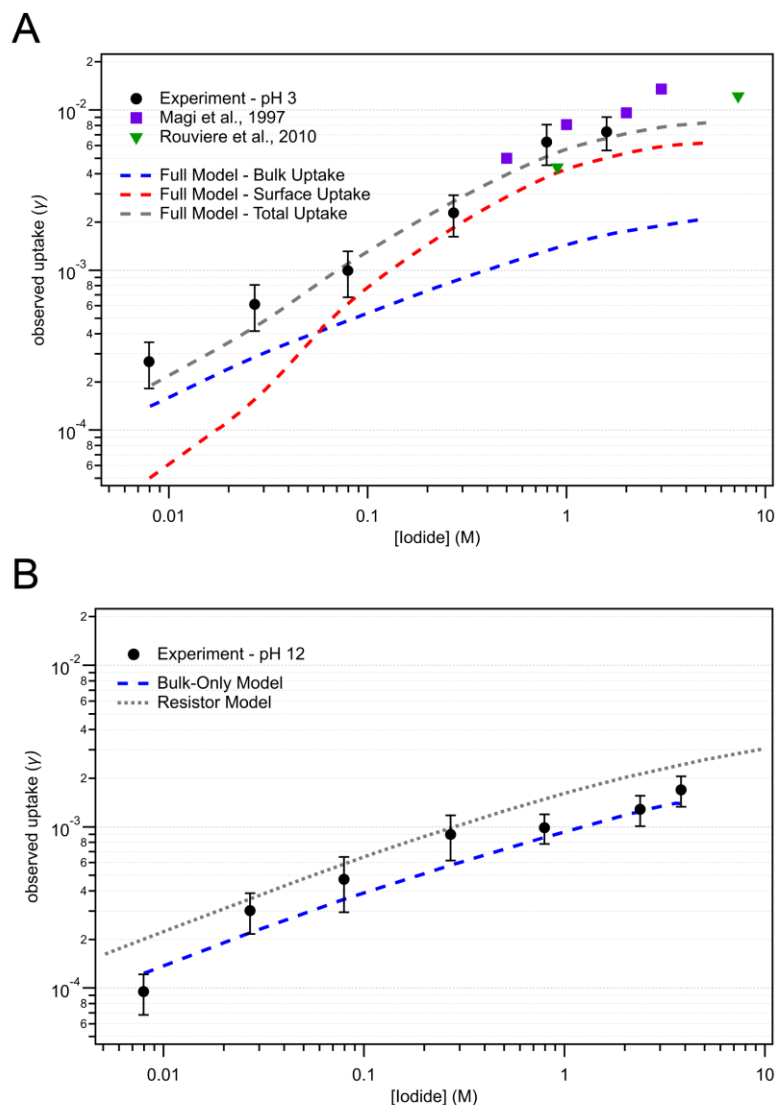 A
2
10⁻²
8
6
4
2
10⁻³
8
6
4
2
10⁻⁴
8
6
observed uptake (γ)
Experiment - pH 3
Magi et al., 1997
Rouviere et al., 2010
Full Model - Bulk Uptake
Full Model - Surface Uptake
Full Model - Total Uptake
0.01 0.1 1 10
[Iodide] (M)
B
2
10⁻²
8
6
4
2
10⁻³
8
6
4
2
10⁻⁴
8
6
observed uptake (γ)
Experiment - pH 12
Bulk-Only Model
Resistor Model
0.01 0.1 1 10
[Iodide] (M)